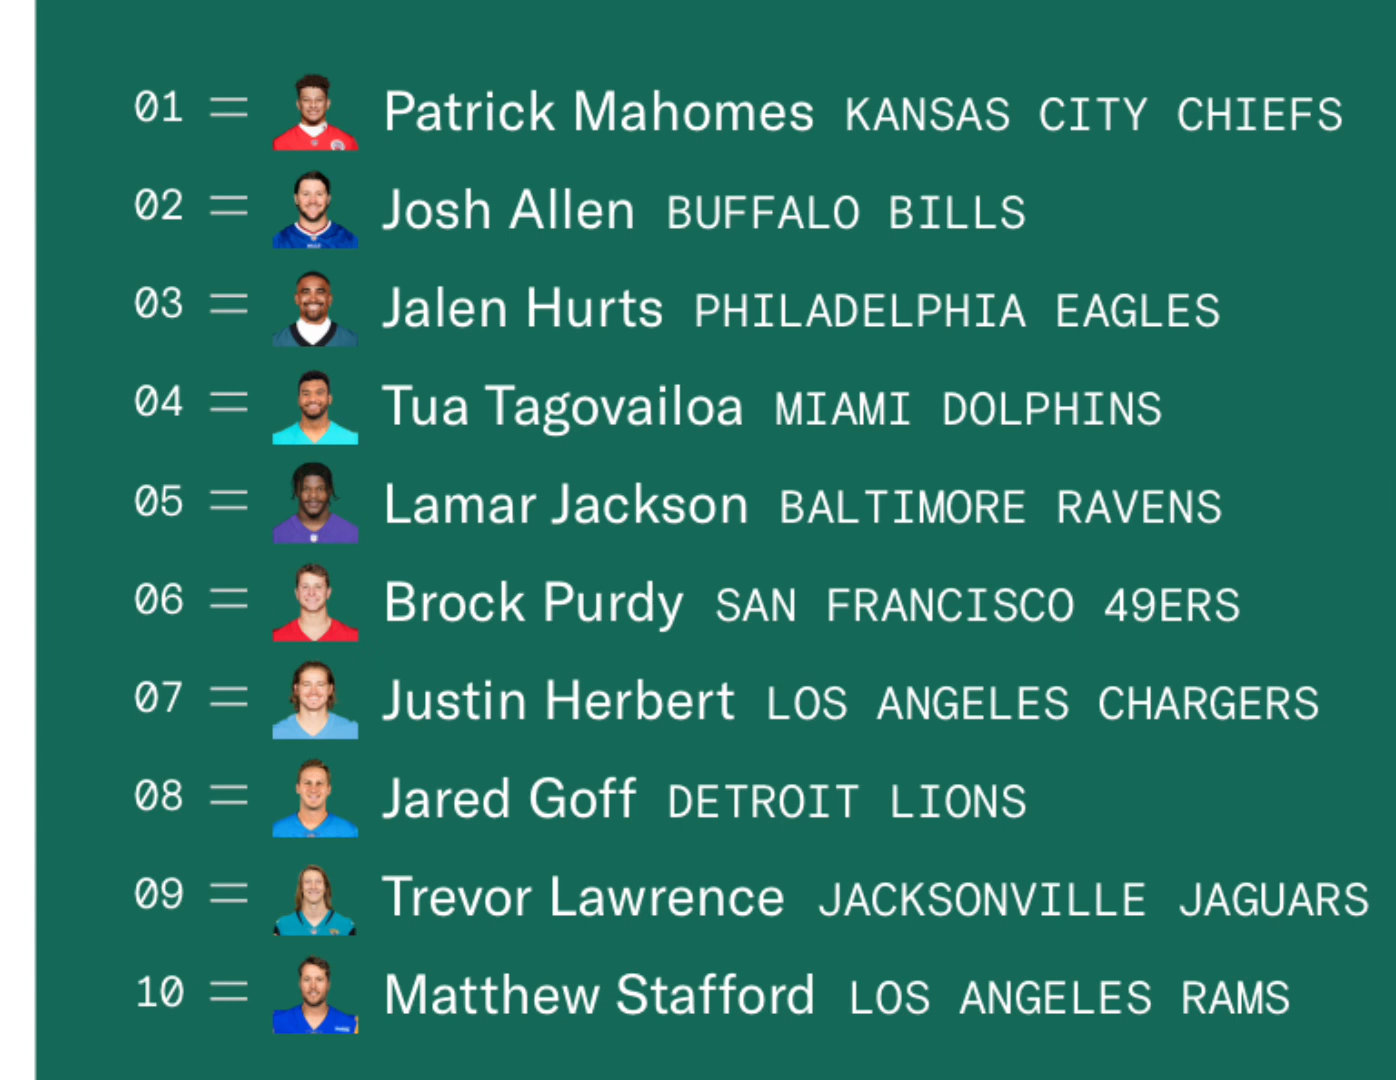 01 = Patrick Mahomes KANSAS CITY CHIEFS
02 = Josh Allen BUFFALO BILLS
03 = Jalen Hurts PHILADELPHIA EAGLES
04 = Tua Tagovailoa MIAMI DOLPHINS
05 = Lamar Jackson BALTIMORE RAVENS
06 = Brock Purdy SAN FRANCISCO 49ERS
07 = Justin Herbert LOS ANGELES CHARGERS
08 = Jared Goff DETROIT LIONS
09 = Trevor Lawrence JACKSONVILLE JAGUARS
10 = Matthew Stafford LOS ANGELES RAMS